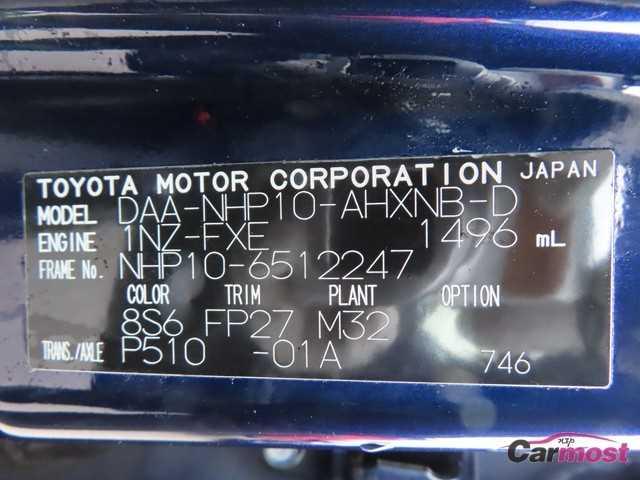 TOYOTA MOTOR CORPORATION JAPAN
MODEL DAA-NHP10-AHXNB-D
ENGINE 1NZ-FXE 1496 mL
FRAME No. NHP10-6512247
COLOR TRIM PLANT OPTION
8S6 FP27 M32
TRANS./AXLE P510 -01A 746
Carmost